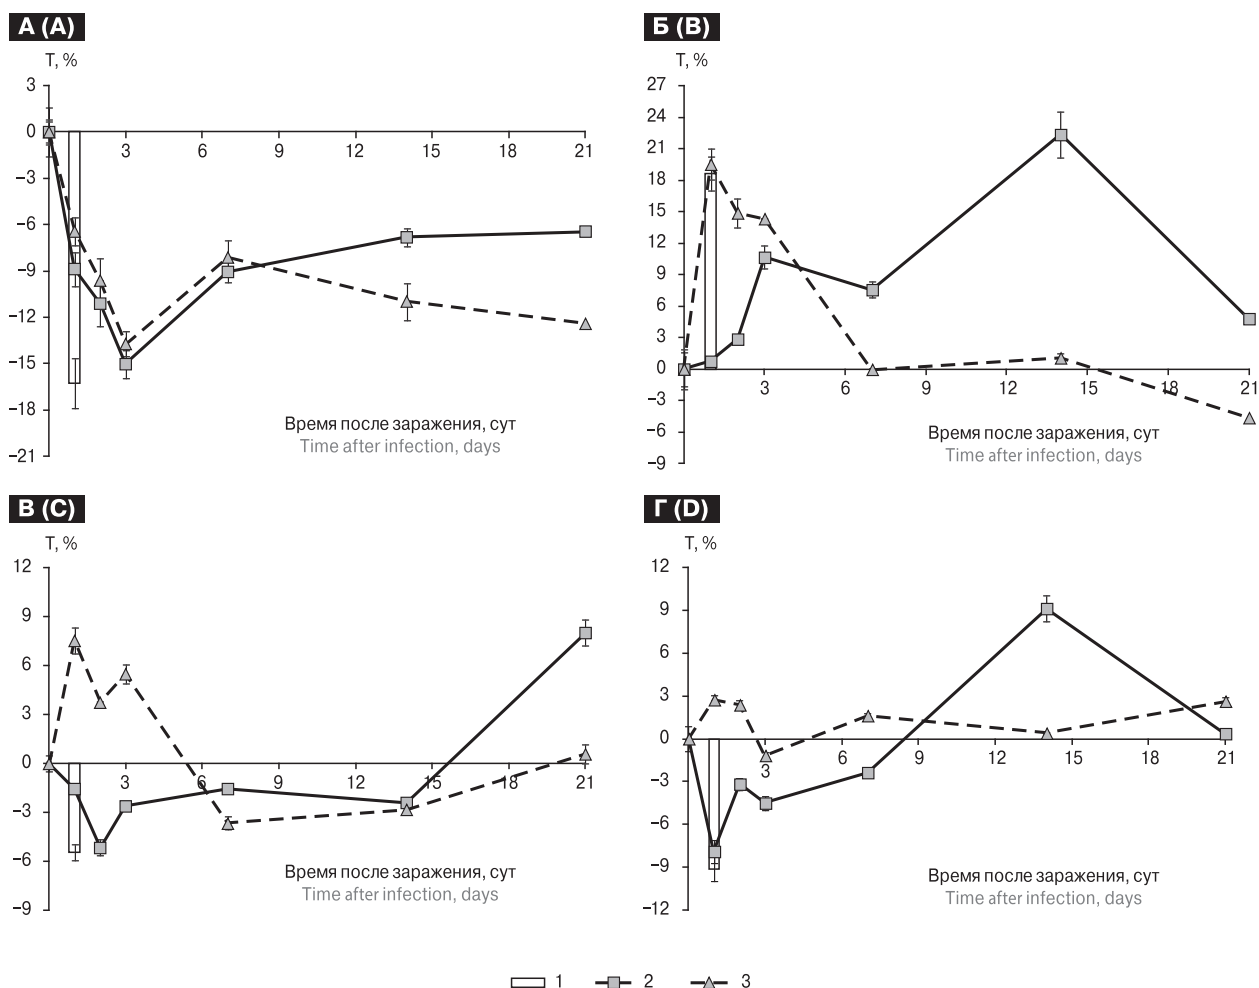 А (A)
T, %
3
0
–3
–6
–9
–12
–15
–18
–21
3 6 9 12 15 18 21
Время после заражения, сут
Time after infection, days
Б (B)
T, %
27
24
21
18
15
12
9
6
3
0
–3
–6
–9
3 6 9 12 15 18 21
Время после заражения, сут
Time after infection, days
В (C)
T, %
12
9
6
3
0
–3
–6
–9
3 6 9 12 15 18 21
Время после заражения, сут
Time after infection, days
Г (D)
T, %
12
9
6
3
0
–3
–6
–9
–12
3 6 9 12 15 18 21
Время после заражения, сут
Time after infection, days
1 2 3